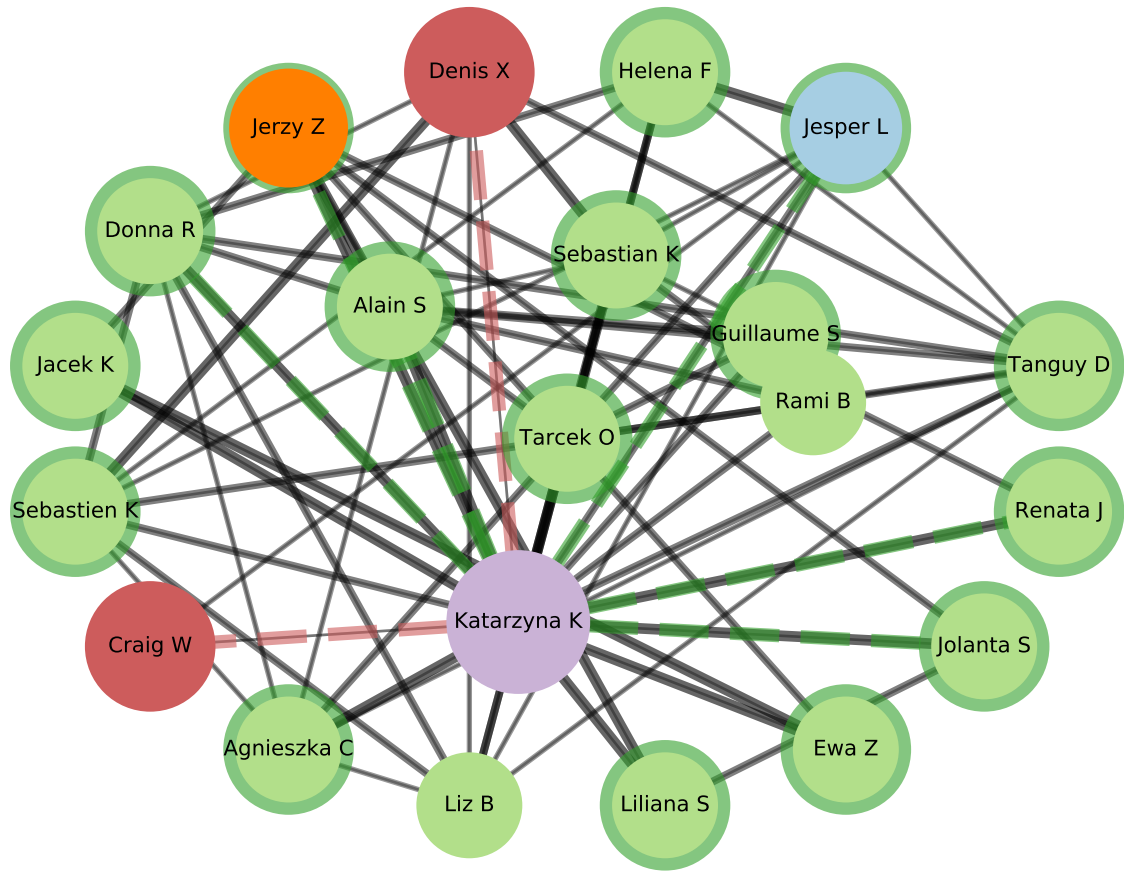 Denis X
Helena F
Jerzy Z
Jesper L
Donna R
Sebastian K
Alain S
Guillaume S
Jacek K
Tanguy D
Rami B
Tarcek O
Sebastien K
Renata J
Katarzyna K
Craig W
Jolanta S
Agnieszka C
Ewa Z
Liz B
Liliana S